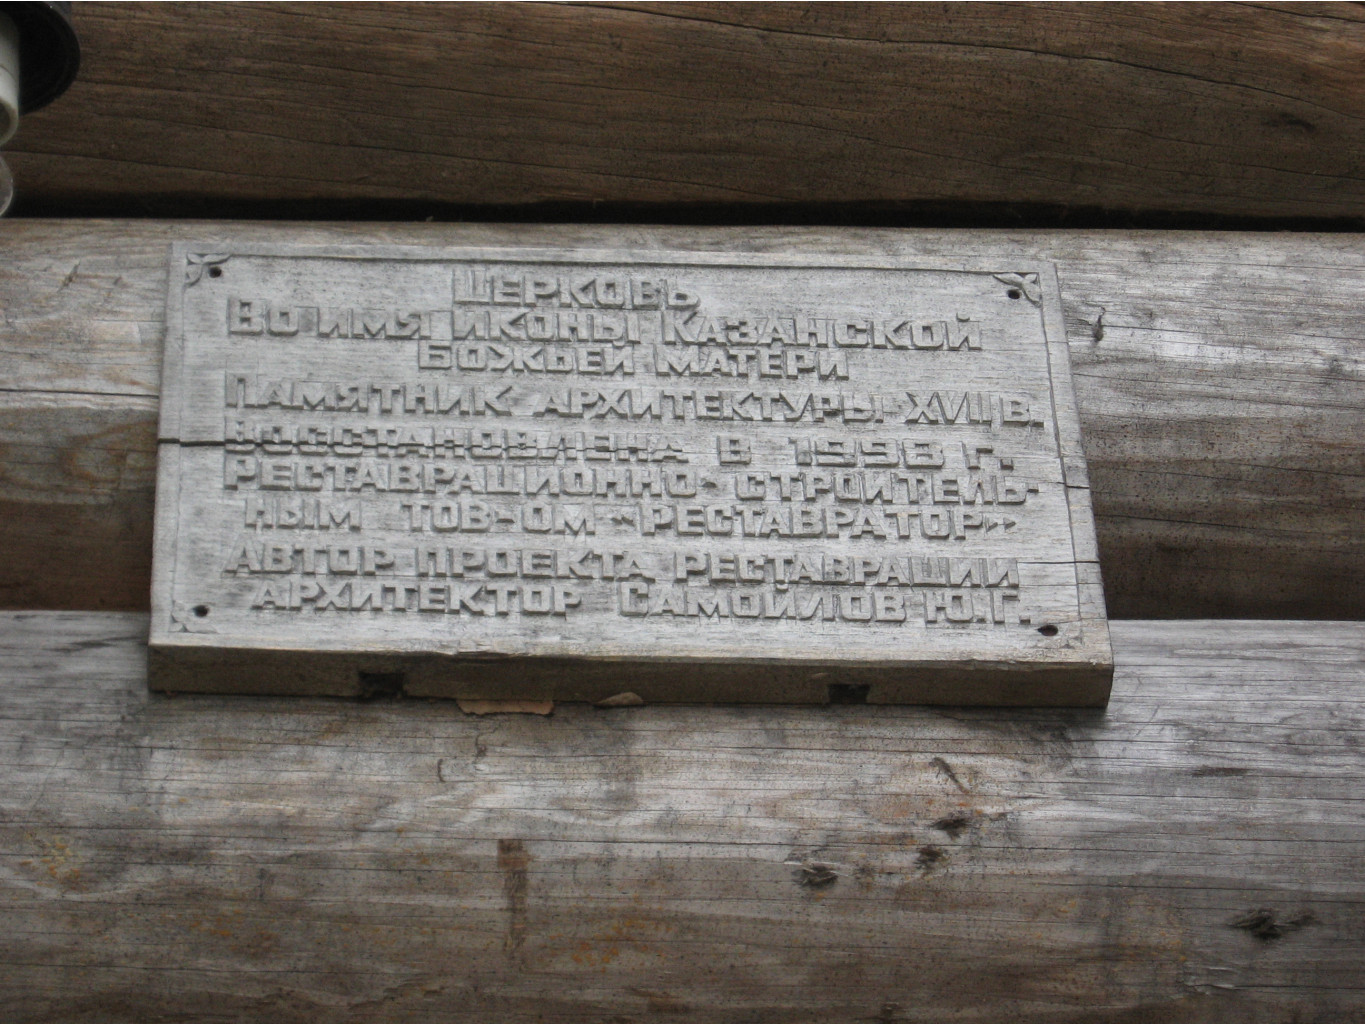 Церковь
Во имя иконы Казанской
Божьей матери
Памятник архитектуры XVII в.
восстановлена в 1998 г.
Реставрационно-строитель-
ным тов-ом «Реставратор»
Автор проекта реставрации
архитектор Самойлов Ю.Г.